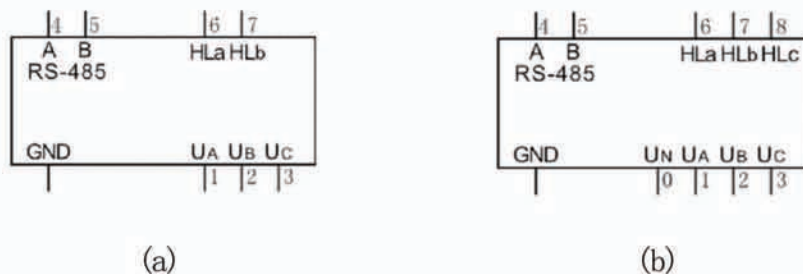 4 5 6 7
A B HLa HLb
RS-485
GND UA UB UC
1 2 3
(a)
4 5 6 7 8
A B HLa HLb HLc
RS-485
GND UN UA UB UC
0 1 2 3
(b)